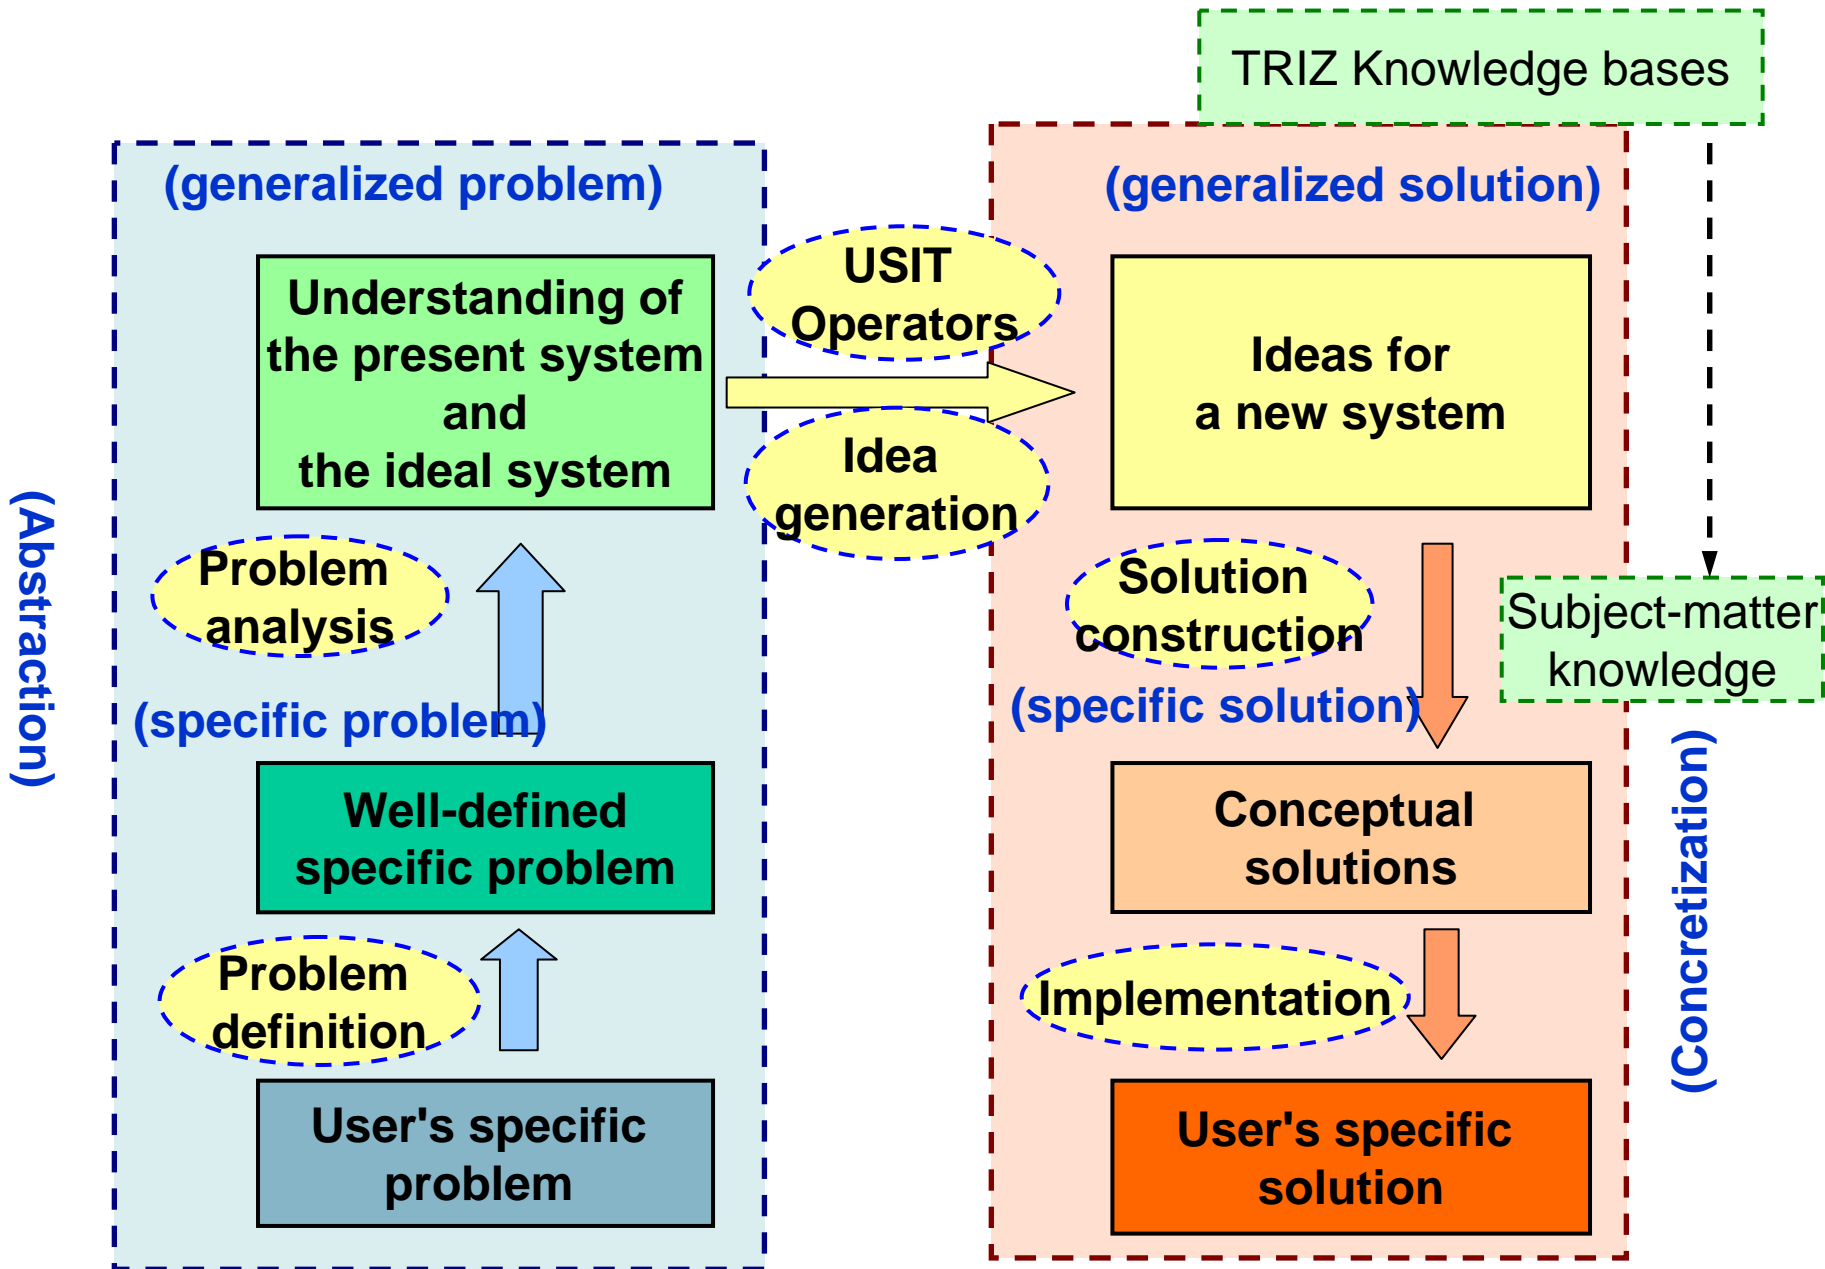 TRIZ Knowledge bases
(generalized problem)
(generalized solution)
Understanding of
the present system
and
the ideal system
USIT
Operators
Idea
generation
Ideas for
a new system
(Abstraction)
Problem
analysis
Solution
construction
Subject-matter
knowledge
(specific problem)
(specific solution)
Well-defined
specific problem
Conceptual
solutions
(Concretization)
Problem
definition
Implementation
User's specific
problem
User's specific
solution